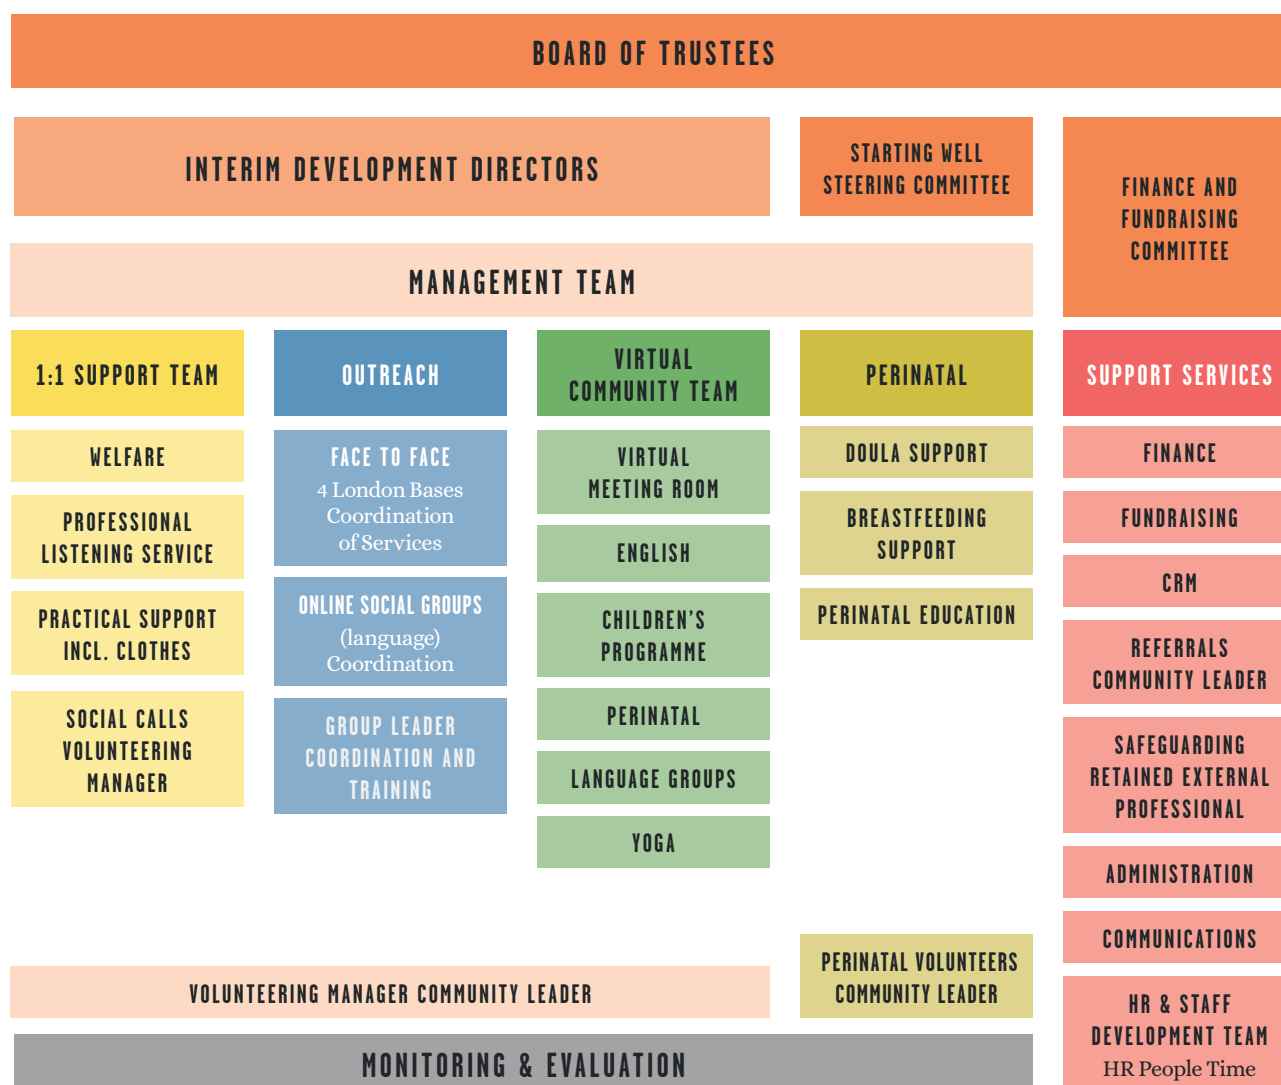 BOARD OF TRUSTEES
INTERIM DEVELOPMENT DIRECTORS
STARTING WELL
STEERING COMMITTEE
FINANCE AND
FUNDRAISING
COMMITTEE
MANAGEMENT TEAM
1:1 SUPPORT TEAM
WELFARE
PROFESSIONAL
LISTENING SERVICE
PRACTICAL SUPPORT
INCL. CLOTHES
SOCIAL CALLS
VOLUNTEERING
MANAGER
OUTREACH
FACE TO FACE
4 London Bases
Coordination
of Services
ONLINE SOCIAL GROUPS
(language)
Coordination
GROUP LEADER
COORDINATION AND
TRAINING
VIRTUAL
COMMUNITY TEAM
VIRTUAL
MEETING ROOM
ENGLISH
CHILDREN'S
PROGRAMME
PERINATAL
LANGUAGE GROUPS
YOGA
PERINATAL
DOULA SUPPORT
BREASTFEEDING
SUPPORT
PERINATAL EDUCATION
PERINATAL VOLUNTEERS
COMMUNITY LEADER
SUPPORT SERVICES
FINANCE
FUNDRAISING
CRM
REFERRALS
COMMUNITY LEADER
SAFEGUARDING
RETAINED EXTERNAL
PROFESSIONAL
ADMINISTRATION
COMMUNICATIONS
HR & STAFF
DEVELOPMENT TEAM
HR People Time
VOLUNTEERING MANAGER COMMUNITY LEADER
MONITORING & EVALUATION